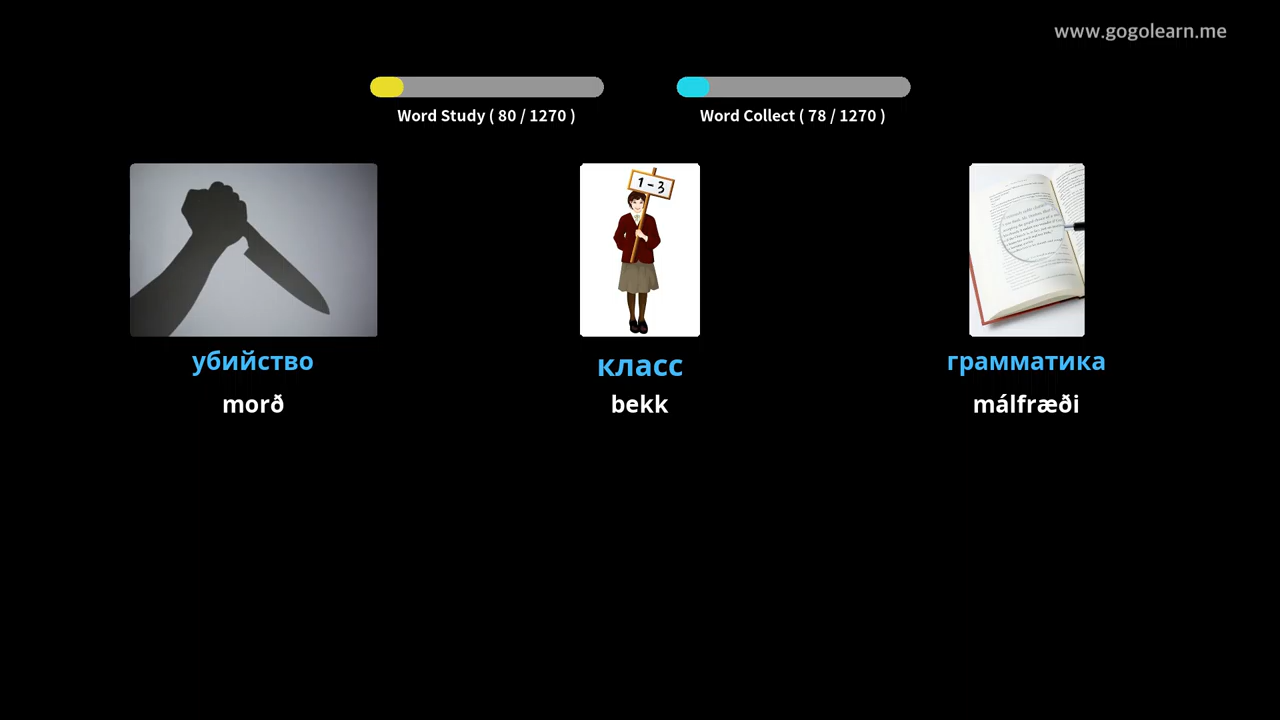 www.gogolearn.me
Word Study ( 80 / 1270 )
Word Collect ( 78 / 1270 )
1 - 3
убийство
класс
грамматика
morð
bekk
málfræði